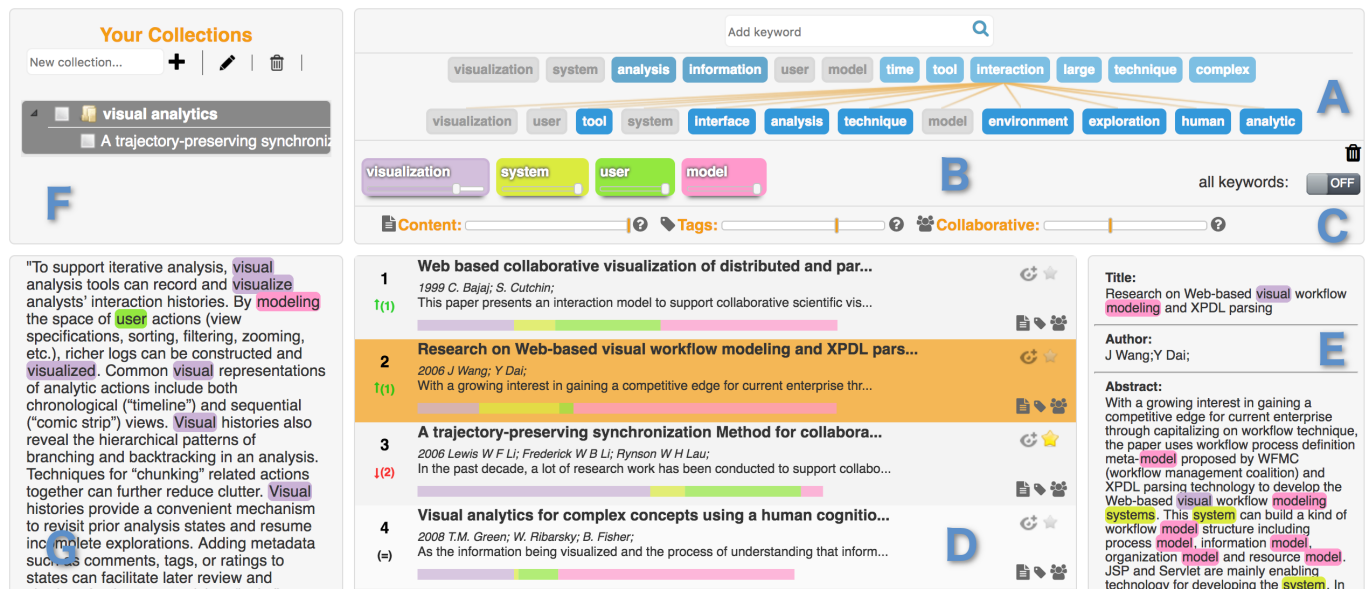 Your Collections
New collection...
visual analytics
A trajectory-preserving synchroniz
F
Add keyword
visualization system analysis information user model time tool interaction large technique complex
visualization user tool system interface analysis technique model environment exploration human analytic
A
visualization system user model
B
all keywords: OFF
Content: ? Tags: ? Collaborative: ?
C
"To support iterative analysis, visual
analysis tools can record and visualize
analysts’ interaction histories. By modeling
the space of user actions (view
specifications, sorting, filtering, zooming,
etc.), richer logs can be constructed and
visualized. Common visual representations
of analytic actions include both
chronological (“timeline”) and sequential
(“comic strip”) views. Visual histories also
reveal the hierarchical patterns of
branching and backtracking in an analysis.
Techniques for “chunking” related actions
together can further reduce clutter. Visual
histories provide a convenient mechanism
to revisit prior analysis states and resume
incomplete explorations. Adding metadata
such as comments, tags, or ratings to
states can facilitate later review and
G
1
(1)
Web based collaborative visualization of distributed and par...
1999 C. Bajaj; S. Cutchin;
This paper presents an interaction model to support collaborative scientific vis...
2
(1)
Research on Web-based visual workflow modeling and XPDL pars...
2006 J Wang; Y Dai;
With a growing interest in gaining a competitive edge for current enterprise thr...
3
(2)
A trajectory-preserving synchronization Method for collabora...
2006 Lewis W F Li; Frederick W B Li; Rynson W H Lau;
In the past decade, a lot of research work has been conducted to support collabo...
4
(=)
Visual analytics for complex concepts using a human cognitio...
2008 T.M. Green; W. Ribarsky; B. Fisher;
As the information being visualized and the process of understanding that inform...
D
Title:
Research on Web-based visual workflow
modeling and XPDL parsing
Author:
J Wang;Y Dai;
E
Abstract:
With a growing interest in gaining a
competitive edge for current enterprise
through capitalizing on workflow technique,
the paper uses workflow process definition
meta-model proposed by WFMC
(workflow management coalition) and
XPDL parsing technology to develop the
Web-based visual workflow modeling
systems. This system can build a kind of
workflow model structure including
process model, information model,
organization model and resource model.
JSP and Servlet are mainly enabling
technology for developing the system. In